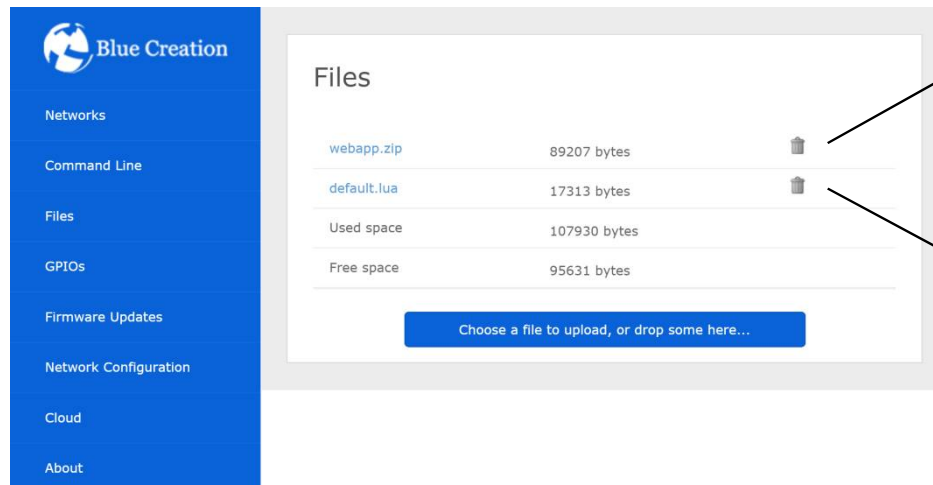 Blue Creation
Networks
Command Line
Files
GPIOs
Firmware Updates
Network Configuration
Cloud
About
Files
webapp.zip 89207 bytes
default.lua 17313 bytes
Used space 107930 bytes
Free space 95631 bytes
Choose a file to upload, or drop some here...